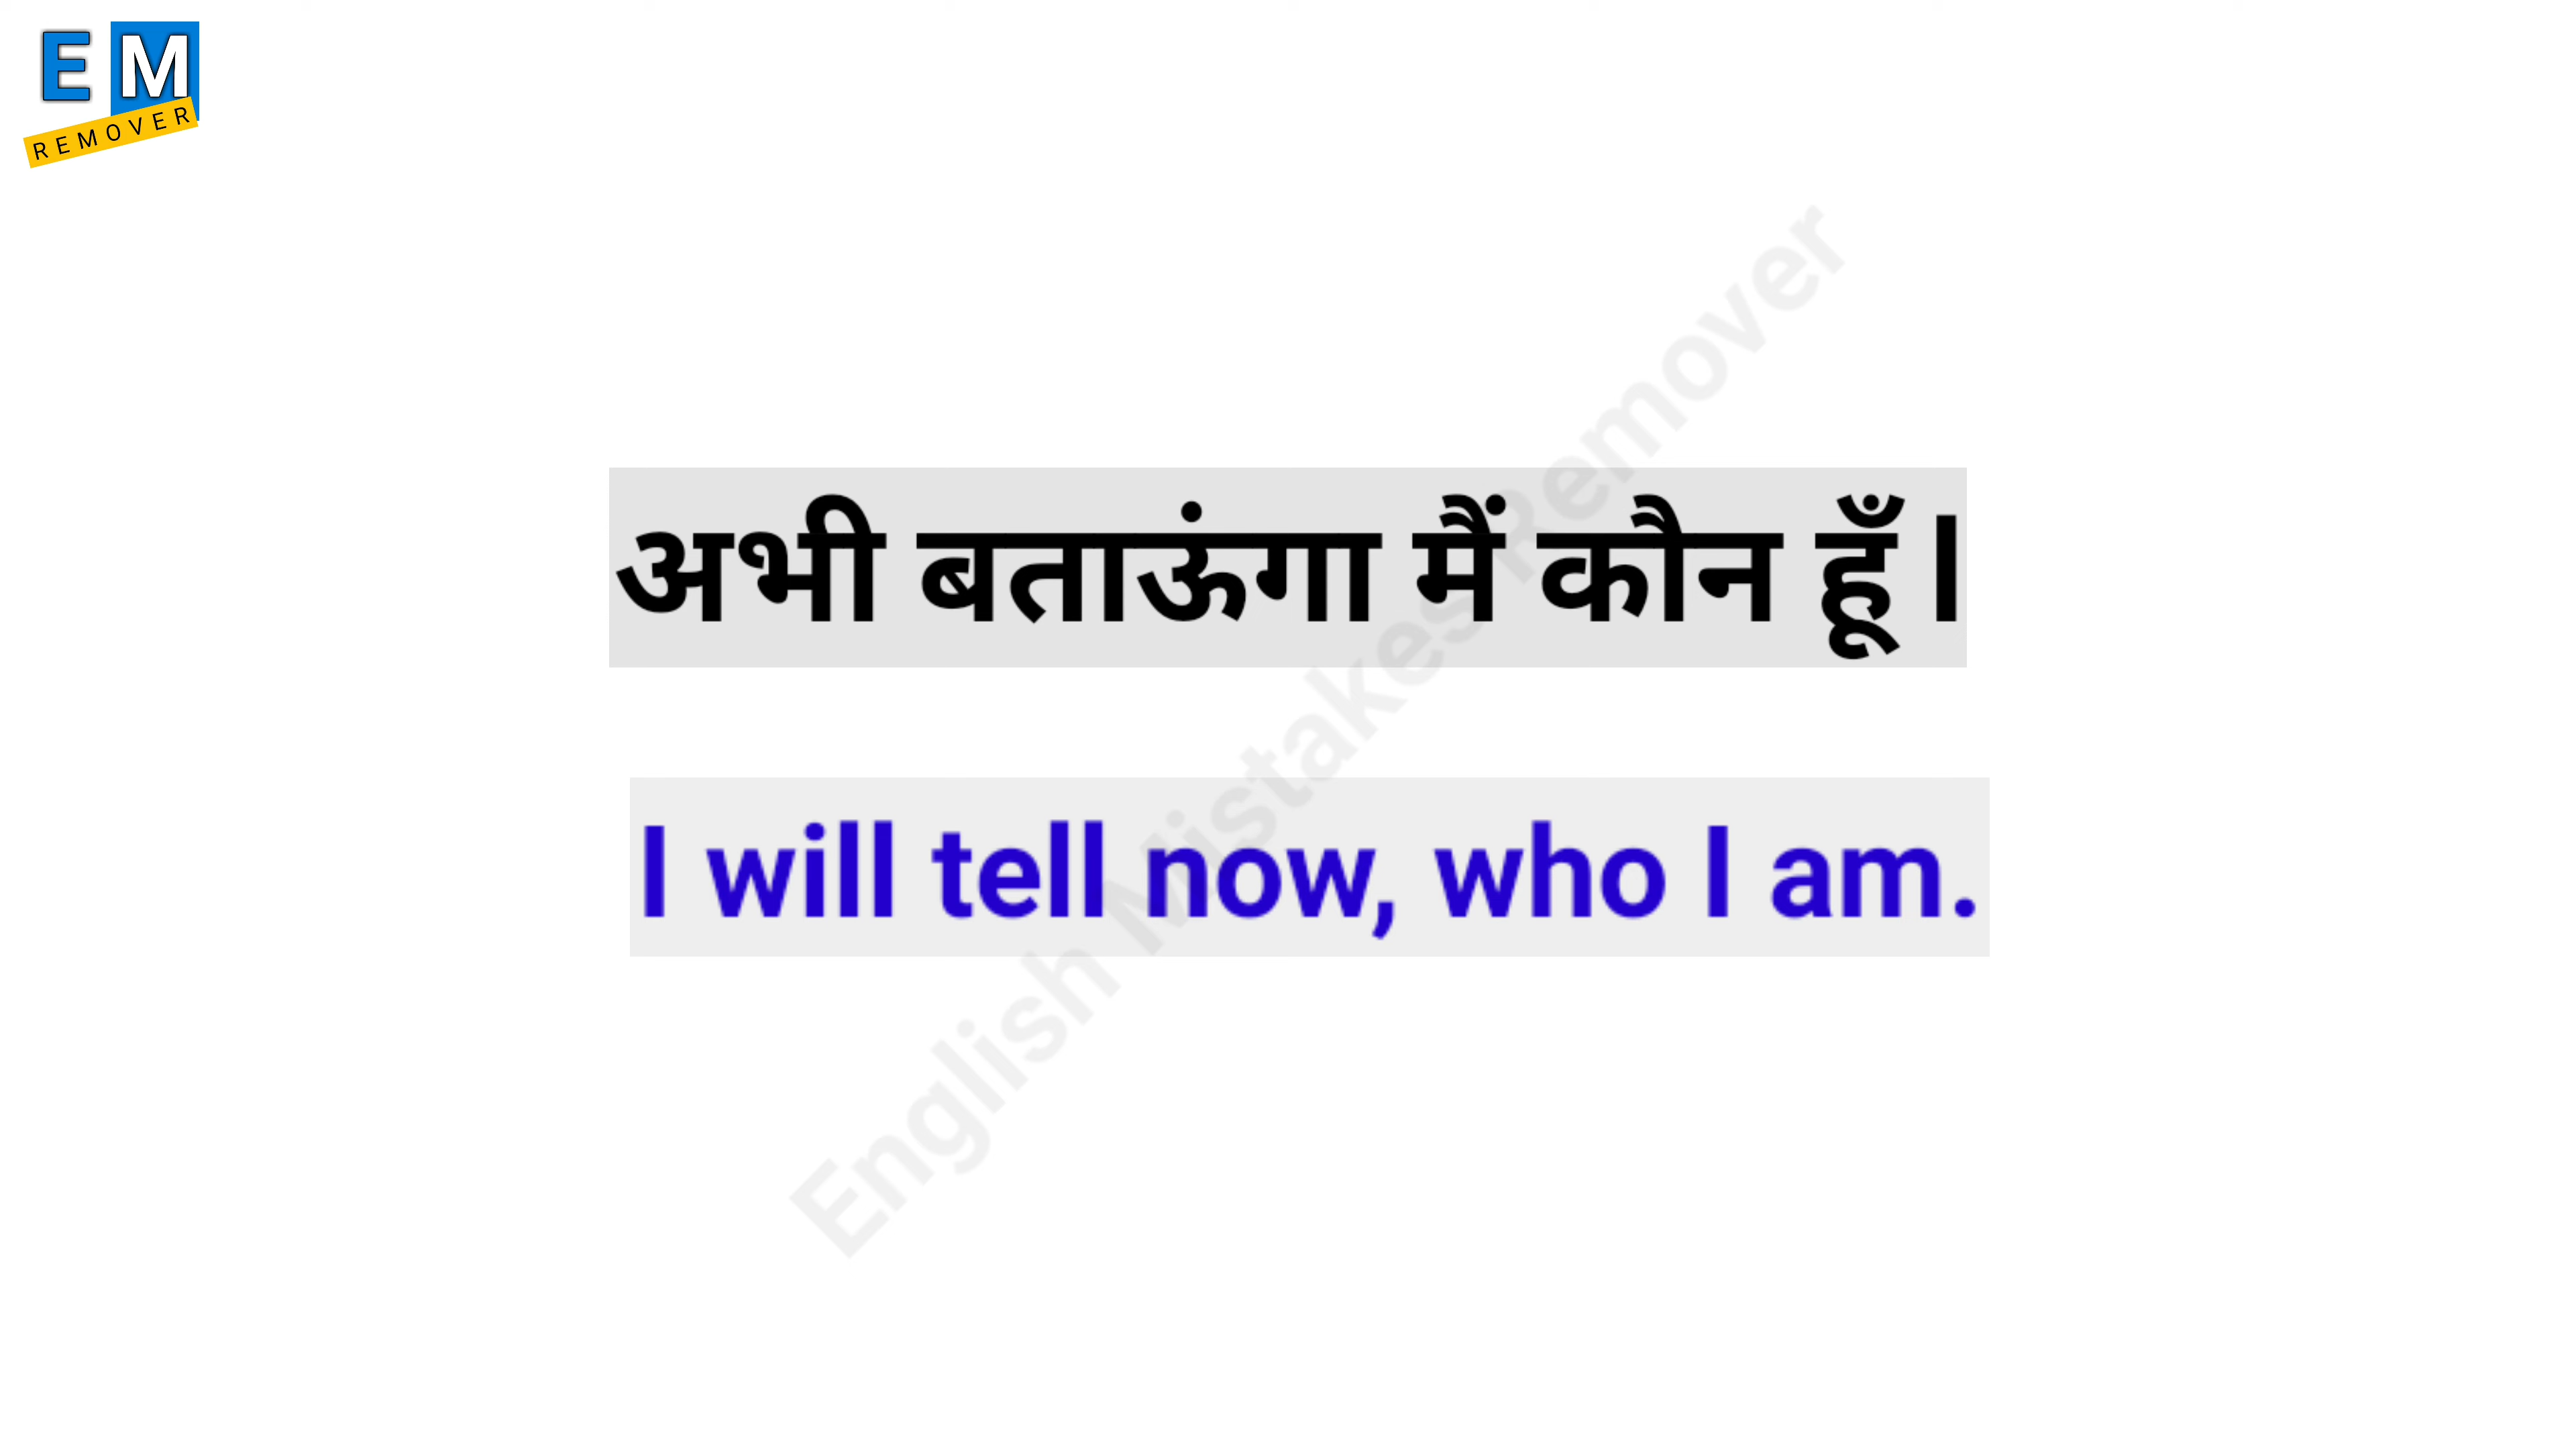 EM
REMOVER
अभी बताऊंगा मैं कौन हूँ।
I will tell now, who I am.
English Mistakes Remover